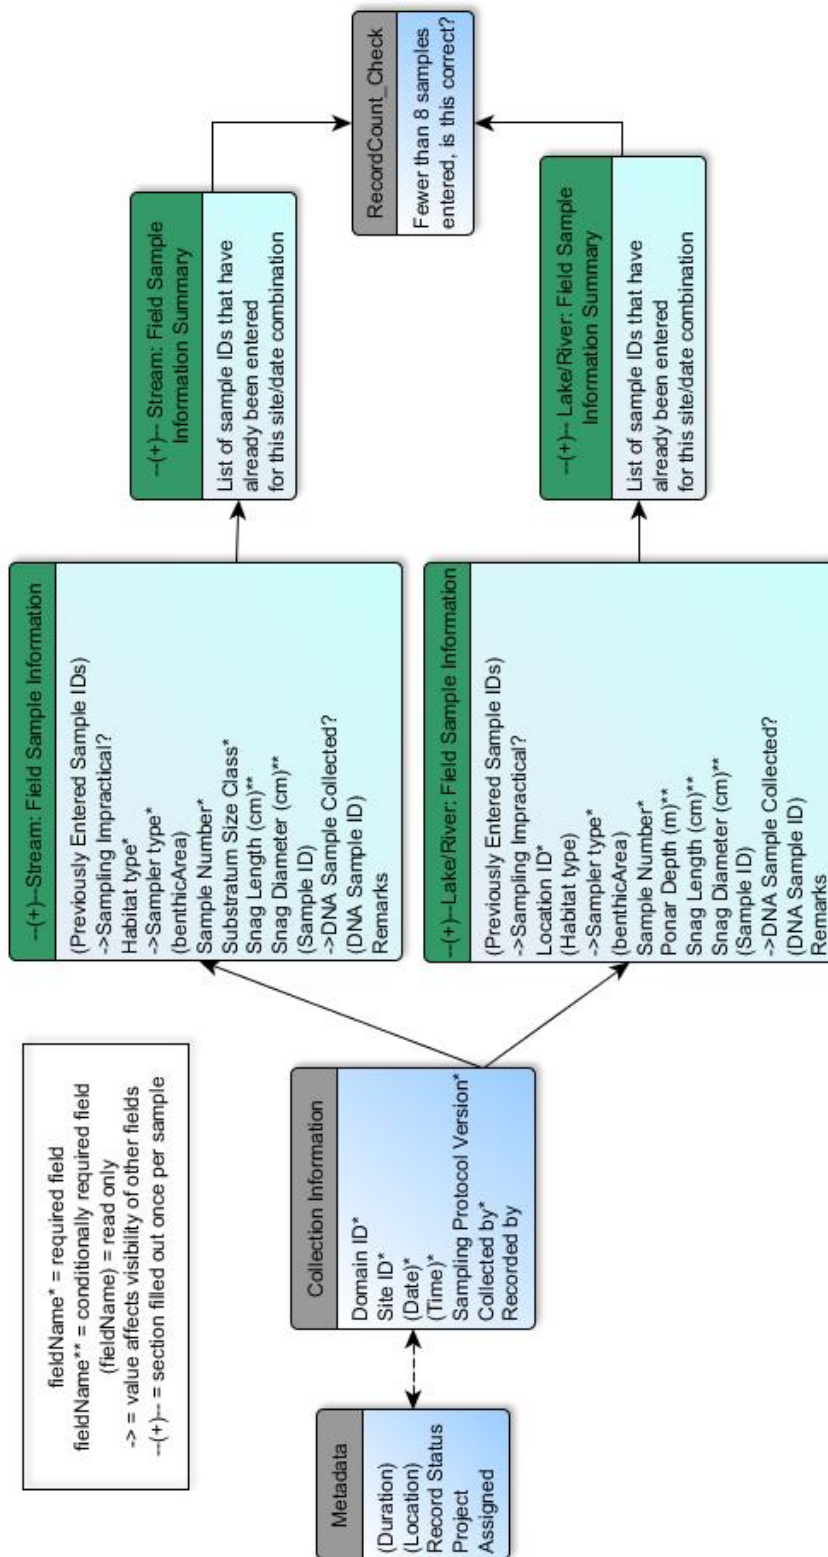 fieldName* = required field
fieldName** = conditionally required field
(fieldName) = read only
-> = value affects visibility of other fields
--(+)-- = section filled out once per sample
Metadata
(Duration)
(Location)
Record Status
Project
Assigned
Collection Information
Domain ID*
Site ID*
(Date)*
(Time)*
Sampling Protocol Version*
Collected by*
Recorded by
--(+)--Stream: Field Sample Information
(Previously Entered Sample IDs)
->Sampling Impractical?
Habitat type*
->Sampler type*
(benthicArea)
Sample Number*
Substratum Size Class*
Snag Length (cm)**
Snag Diameter (cm)**
(Sample ID)
->DNA Sample Collected?
(DNA Sample ID)
Remarks
--(+)--Lake/River: Field Sample Information
(Previously Entered Sample IDs)
->Sampling Impractical?
Location ID*
(Habitat type)
->Sampler type*
(benthicArea)
Sample Number*
Ponar Depth (m)**
Snag Length (cm)**
Snag Diameter (cm)**
(Sample ID)
->DNA Sample Collected?
(DNA Sample ID)
Remarks
--(+)-- Stream: Field Sample
Information Summary
List of sample IDs that have
already been entered
for this site/date combination
--(+)-- Lake/River: Field Sample
Information Summary
List of sample IDs that have
already been entered
for this site/date combination
RecordCount_Check
Fewer than 8 samples
entered, is this correct?